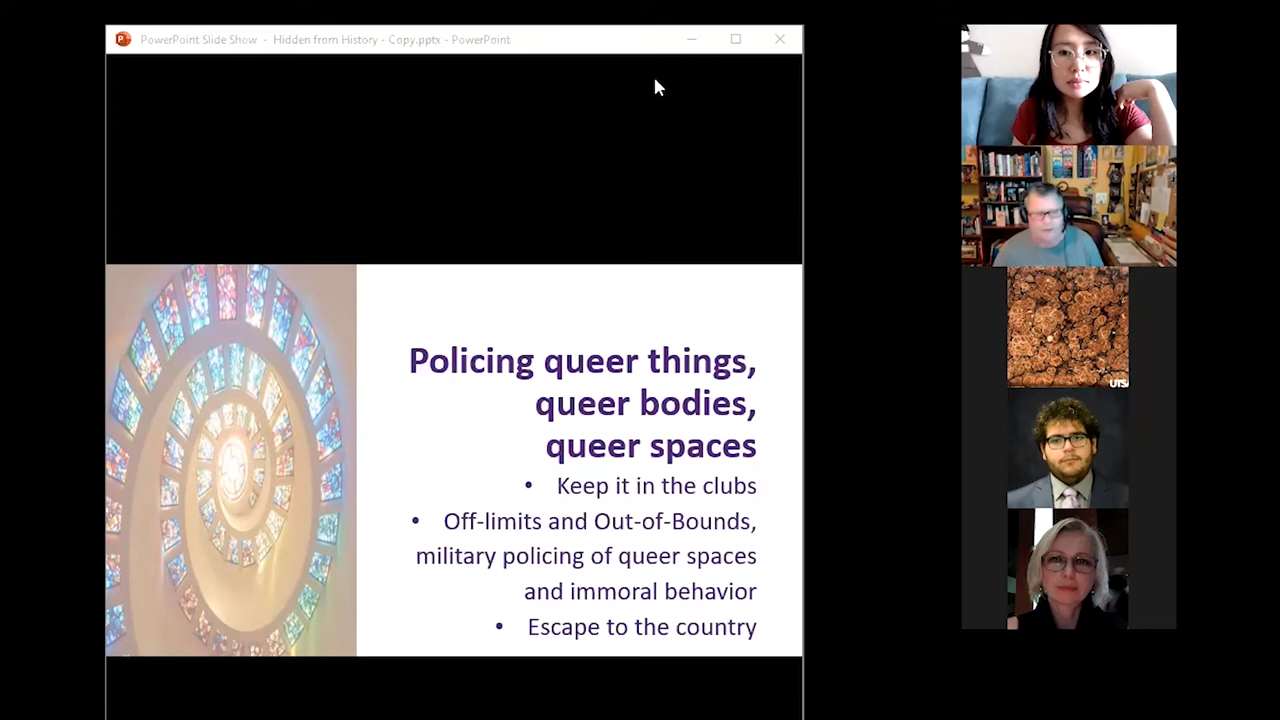 PowerPoint Slide Show - Hidden from History - Copy.pptx - PowerPoint
Policing queer things,
queer bodies,
queer spaces
• Keep it in the clubs
• Off-limits and Out-of-Bounds,
military policing of queer spaces
and immoral behavior
• Escape to the country
UTSA